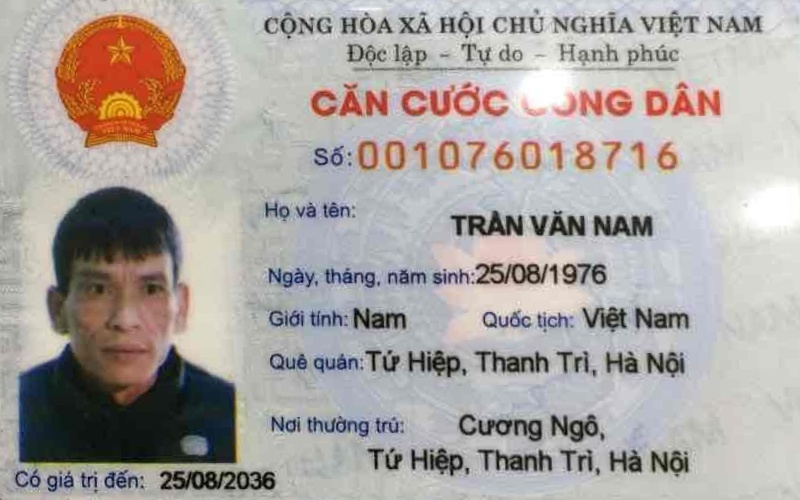 CỘNG HÒA XÃ HỘI CHỦ NGHĨA VIỆT NAM
Độc lập - Tự do - Hạnh phúc
CĂN CƯỚC CÔNG DÂN
Số: 001076018716
Họ và tên:
TRẦN VĂN NAM
Ngày, tháng, năm sinh: 25/08/1976
Giới tính: Nam Quốc tịch: Việt Nam
Quê quán: Tứ Hiệp, Thanh Trì, Hà Nội
Nơi thường trú: Cương Ngô,
Tứ Hiệp, Thanh Trì, Hà Nội
Có giá trị đến: 25/08/2036